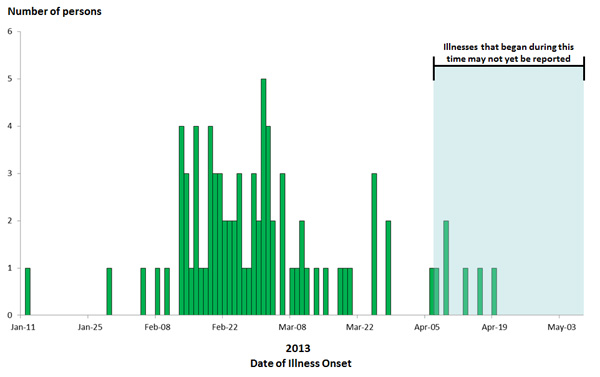 Number of persons
6
Illnesses that began during this
time may not yet be reported
5
4
3
2
1
0
Jan-11 Jan-25 Feb-08 Feb-22 Mar-08 Mar-22 Apr-05 Apr-19 May-03
2013
Date of Illness Onset